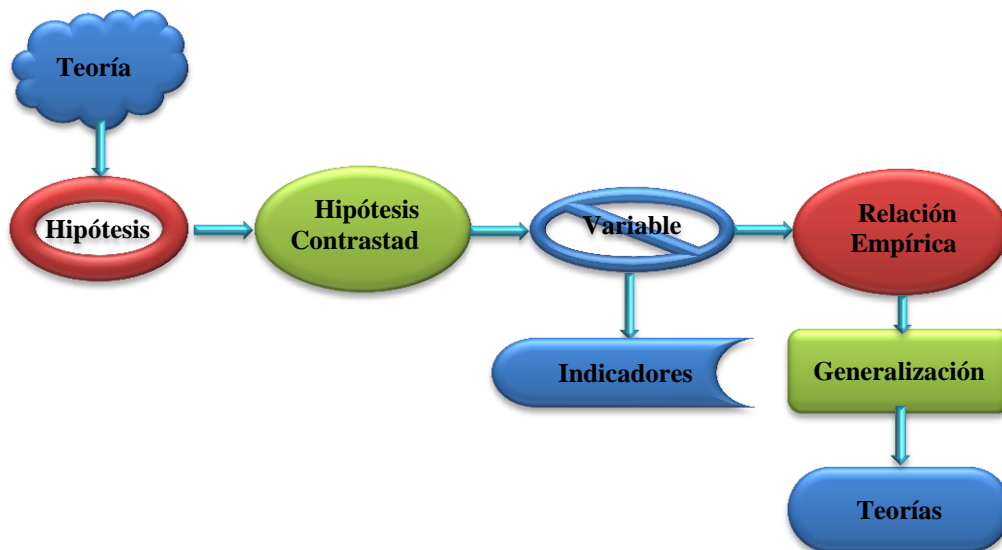 Teoría
Hipótesis
Hipótesis
Contrastad
Variable
Relación
Empírica
Indicadores
Generalización
Teorías